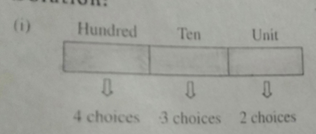 (i) Hundred Ten Unit
4 choices 3 choices 2 choices